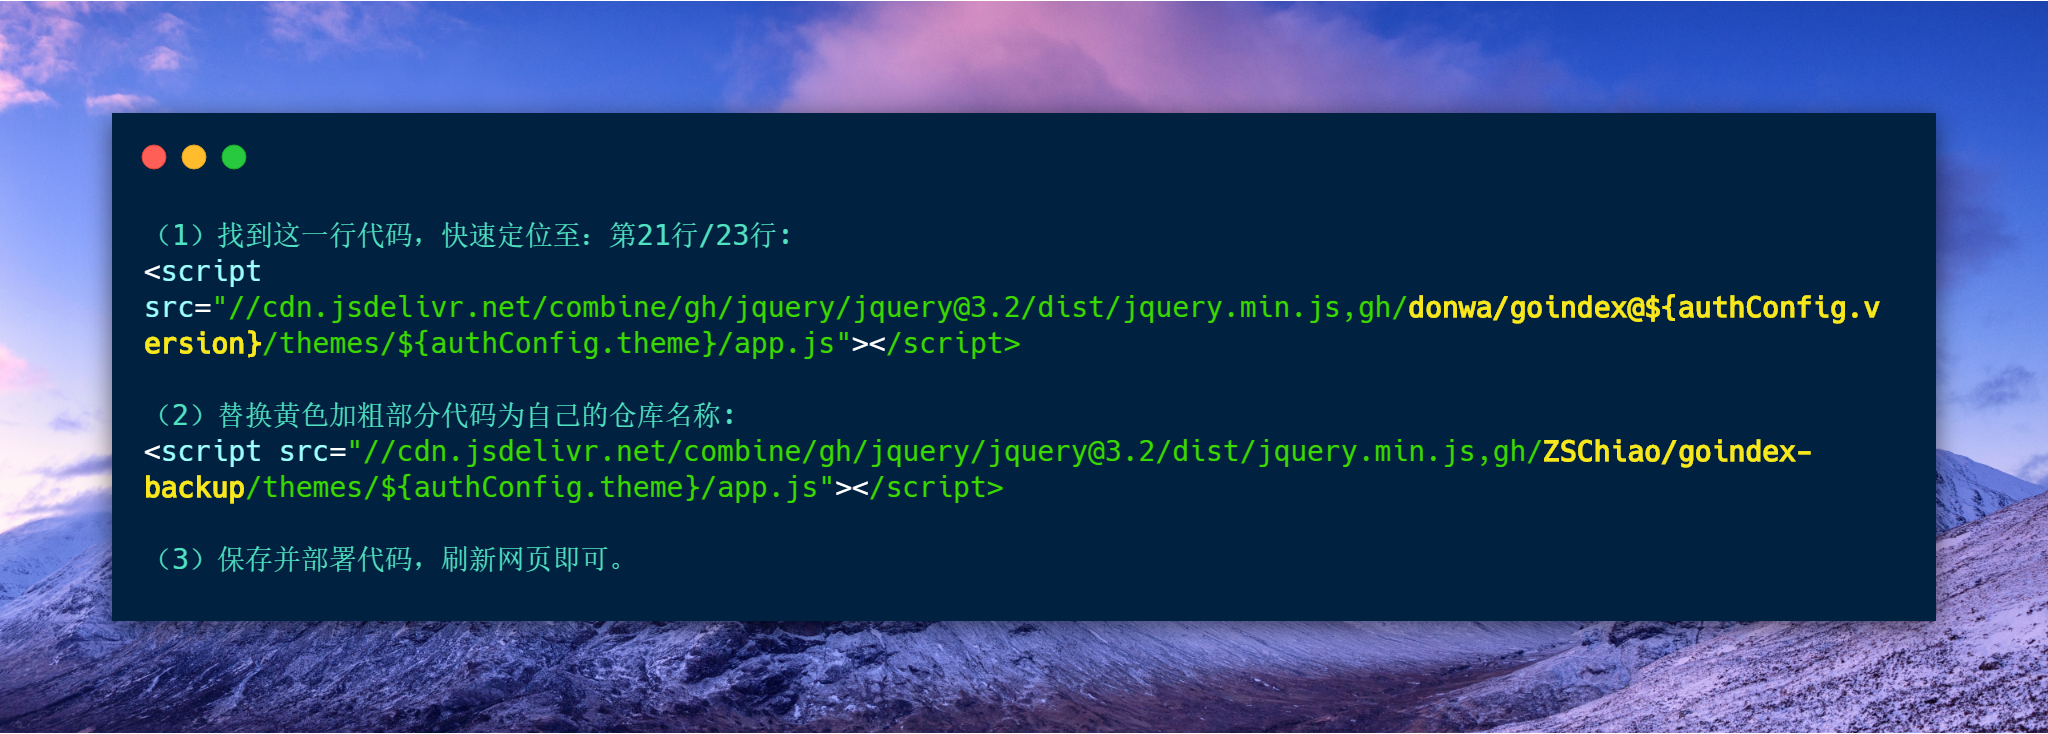 （1）找到这一行代码，快速定位至：第21行/23行:
<script
src="//cdn.jsdelivr.net/combine/gh/jquery/jquery@3.2/dist/jquery.min.js,gh/donwa/goindex@${authConfig.v
ersion}/themes/${authConfig.theme}/app.js"></script>
（2）替换黄色加粗部分代码为自己的仓库名称:
<script src="//cdn.jsdelivr.net/combine/gh/jquery/jquery@3.2/dist/jquery.min.js,gh/ZSChiao/goindex-
backup/themes/${authConfig.theme}/app.js"></script>
（3）保存并部署代码，刷新网页即可。